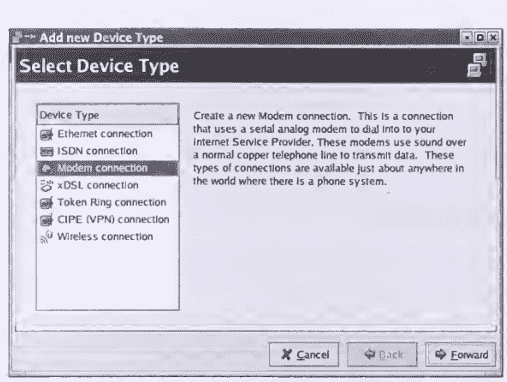 Add new Device Type
Select Device Type
Device Type
Ethernet connection
ISDN connection
Modem connection
xDSL connection
Token Ring connection
CIPE (VPN) connection
Wireless connection
Create a new Modem connection. This is a connection
that uses a serial analog modem to dial into to your
Internet Service Provider. These modems use sound over
a normal copper telephone line to transmit data. These
types of connections are available just about anywhere in
the world where there is a phone system.
Cancel
Back
Forward